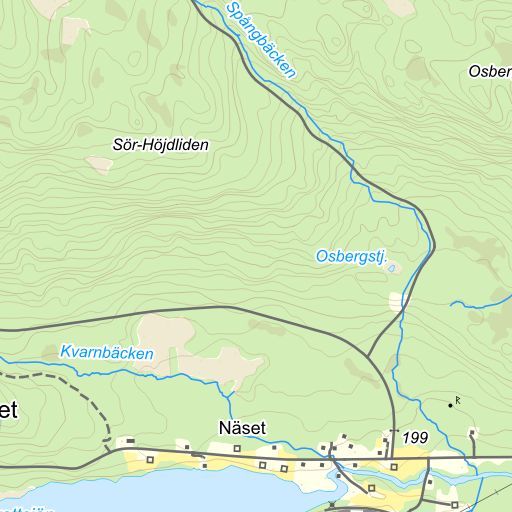 Spångbäcken
Osber
Sör-Höjdliden
Osbergstj.
Kvarnbäcken
et
Näset
199
R